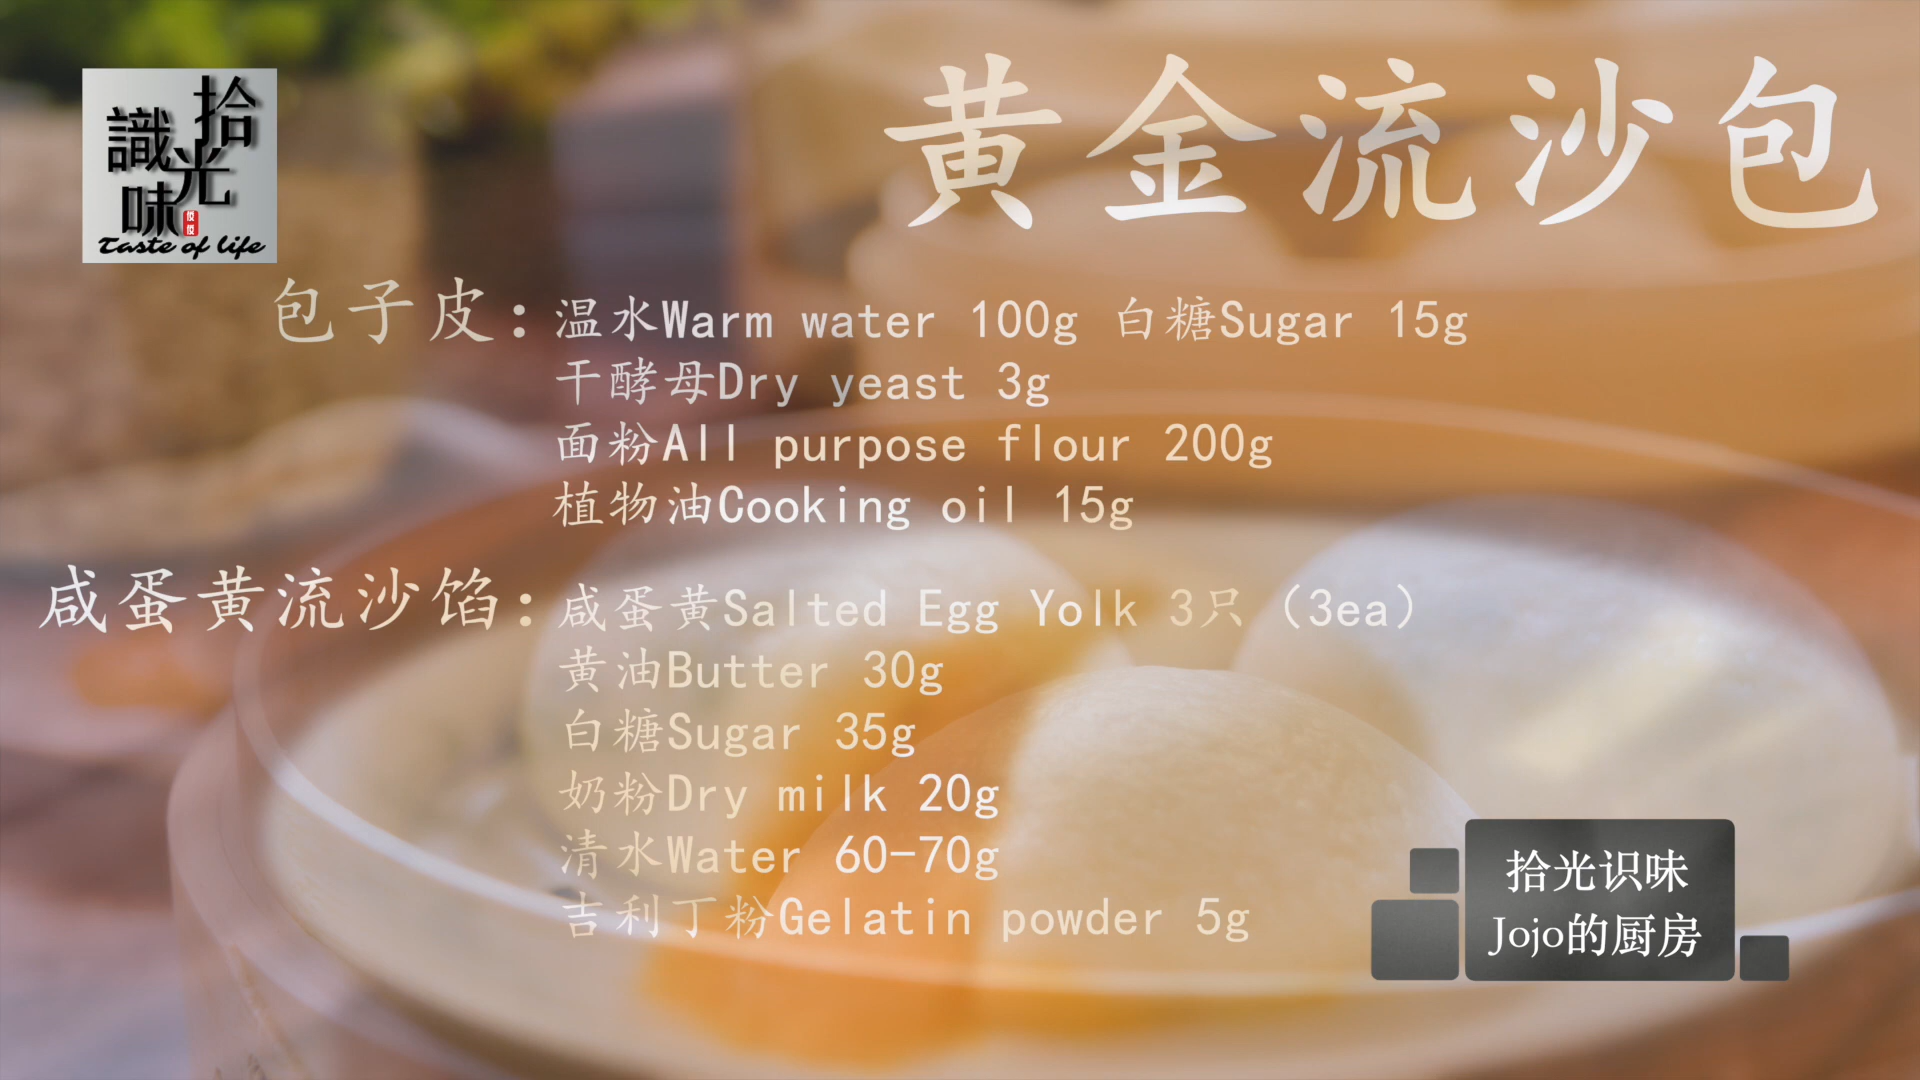 拾光
識味
Taste of life
黄金流沙包
包子皮：温水Warm water 100g 白糖Sugar 15g
干酵母Dry yeast 3g
面粉All purpose flour 200g
植物油Cooking oil 15g
咸蛋黄流沙馅：咸蛋黄Salted Egg Yolk 3只（3ea）
黄油Butter 30g
白糖Sugar 35g
奶粉Dry milk 20g
清水Water 60-70g
吉利丁粉Gelatin powder 5g
拾光识味
Jojo的厨房